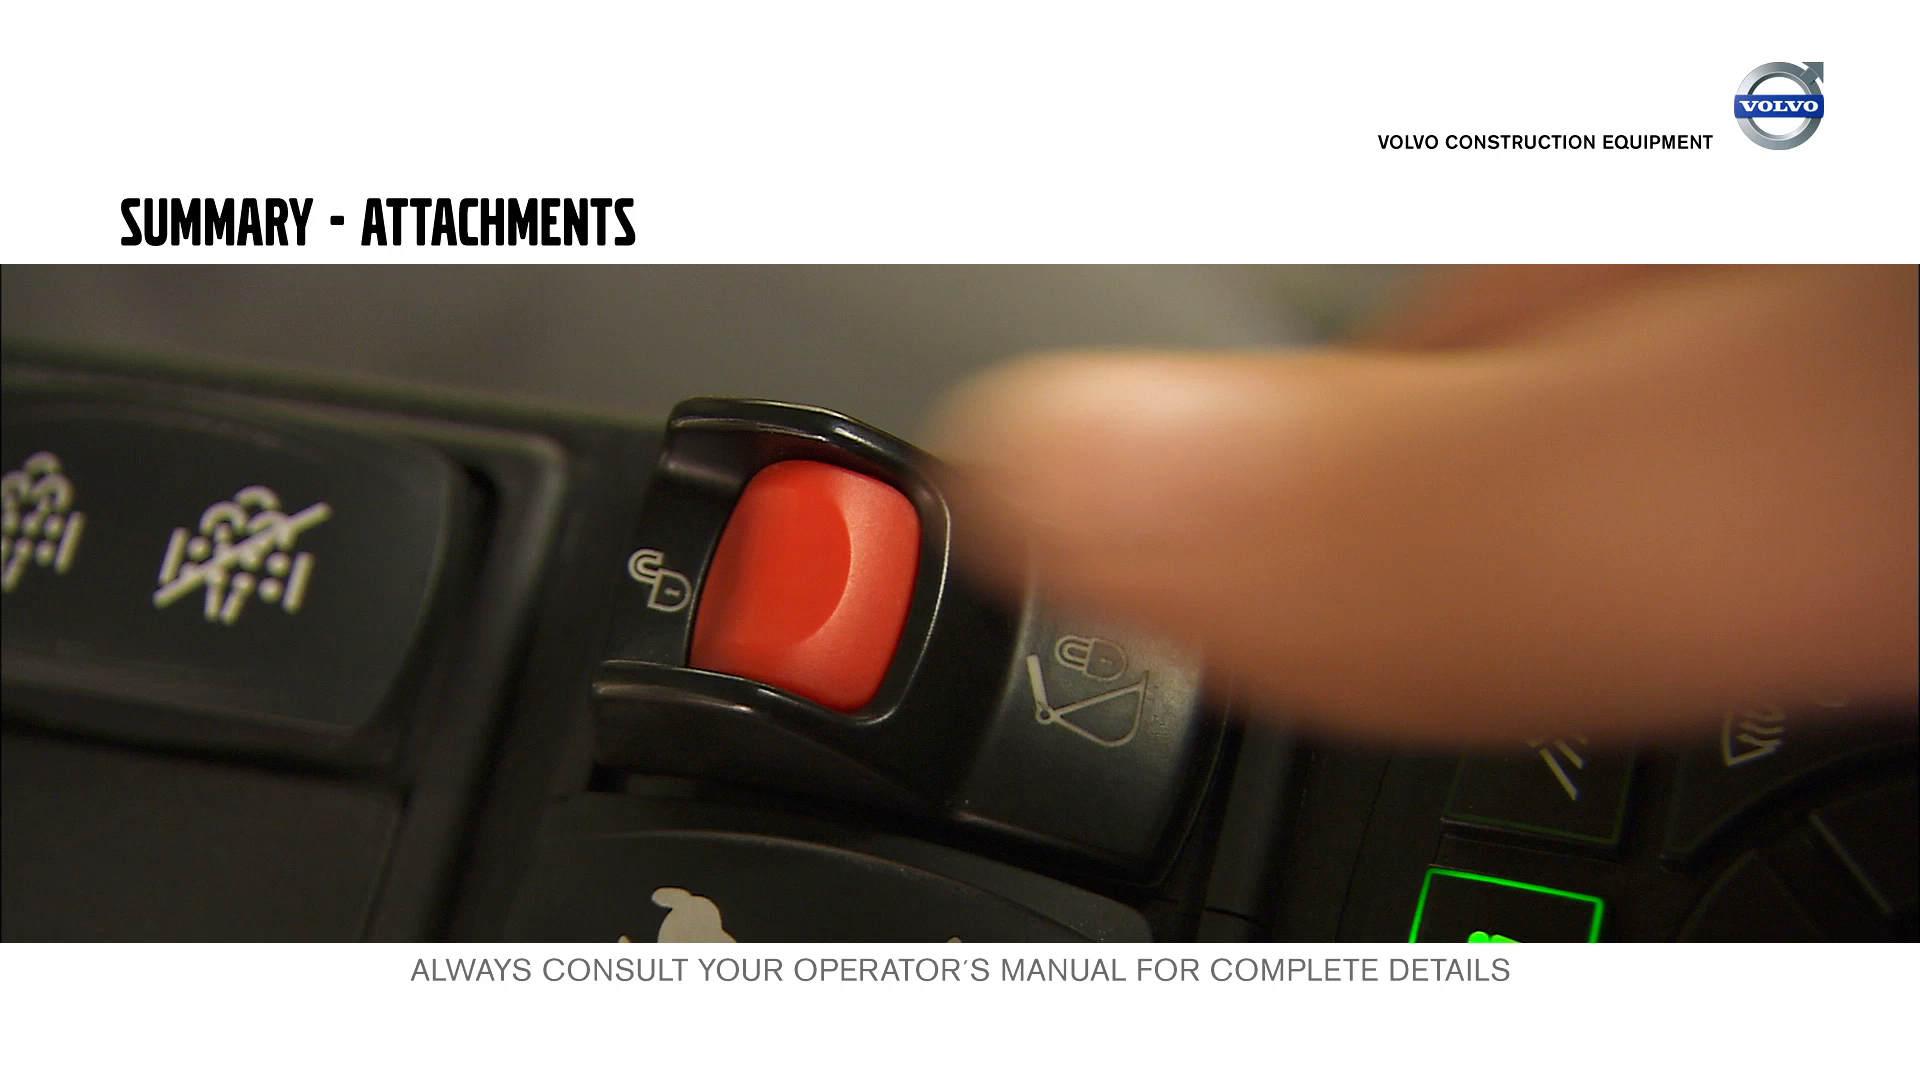 VOLVO
VOLVO CONSTRUCTION EQUIPMENT
SUMMARY - ATTACHMENTS
ALWAYS CONSULT YOUR OPERATOR´S MANUAL FOR COMPLETE DETAILS